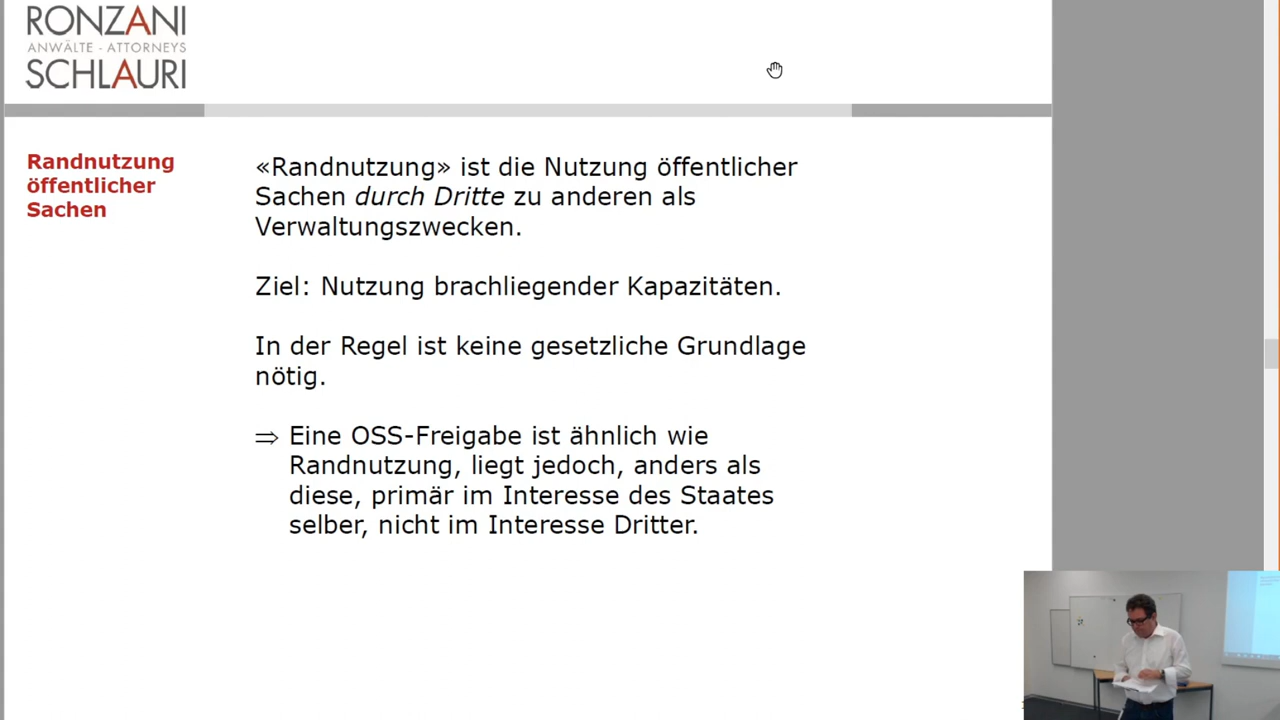 RONZANI
ANWÄLTE - ATTORNEYS
SCHLAURI
Randnutzung
öffentlicher
Sachen
«Randnutzung» ist die Nutzung öffentlicher
Sachen durch Dritte zu anderen als
Verwaltungszwecken.
Ziel: Nutzung brachliegender Kapazitäten.
In der Regel ist keine gesetzliche Grundlage
nötig.
⇒ Eine OSS-Freigabe ist ähnlich wie
Randnutzung, liegt jedoch, anders als
diese, primär im Interesse des Staates
selber, nicht im Interesse Dritter.